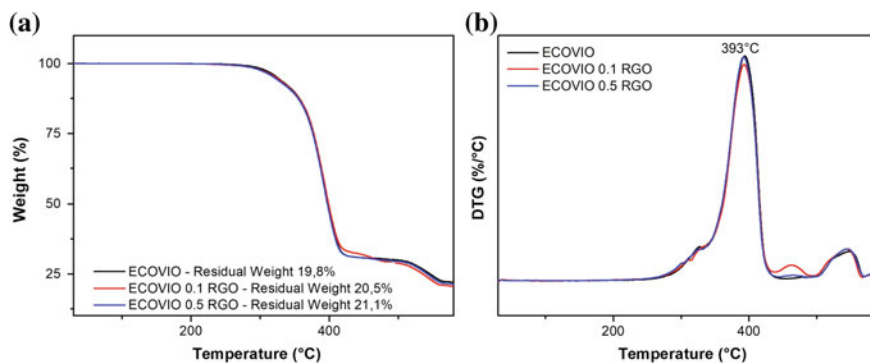 (a)
100
75
50
25
Weight (%)
ECOVIO - Residual Weight 19,8%
ECOVIO 0.1 RGO - Residual Weight 20,5%
ECOVIO 0.5 RGO - Residual Weight 21,1%
200
400
Temperature (°C)
(b)
393°C
ECOVIO
ECOVIO 0.1 RGO
ECOVIO 0.5 RGO
DTG (%/°C)
200
400
Temperature (°C)